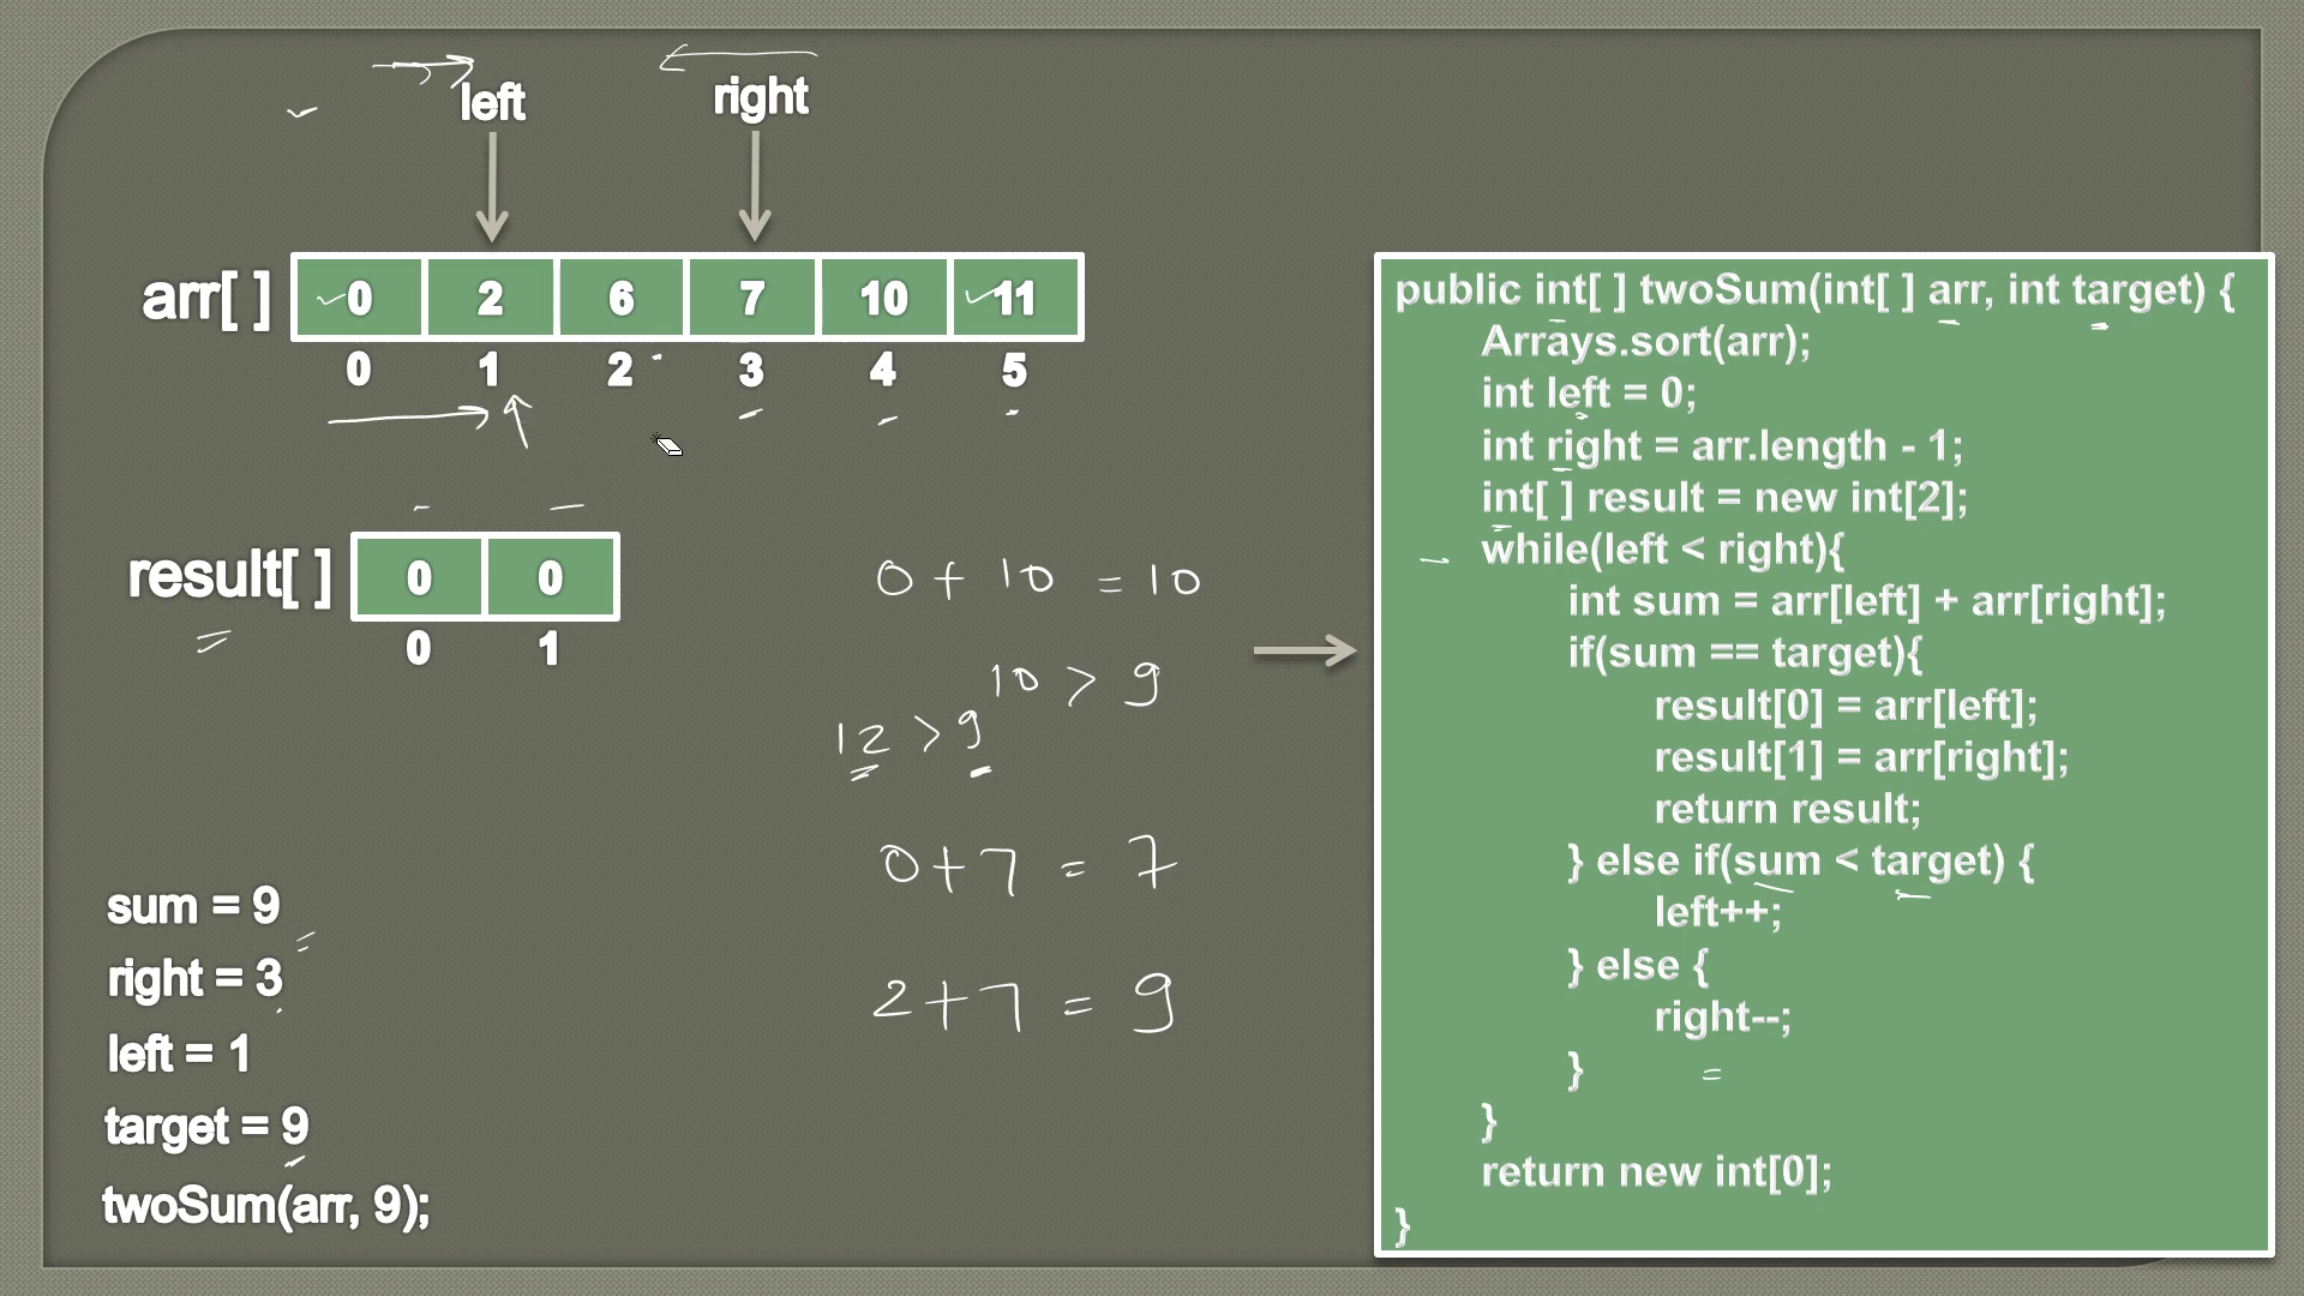 left right
arr[ ] 0 2 6 7 10 11
0 1 2 3 4 5
result[ ] 0 0
0 1
0 + 10 = 10
10 > 9
12 > 9
0 + 7 = 7
2 + 7 = 9
sum = 9
right = 3
left = 1
target = 9
twoSum(arr, 9);
public int[ ] twoSum(int[ ] arr, int target) {
Arrays.sort(arr);
int left = 0;
int right = arr.length - 1;
int[ ] result = new int[2];
while(left < right){
int sum = arr[left] + arr[right];
if(sum == target){
result[0] = arr[left];
result[1] = arr[right];
return result;
} else if(sum < target) {
left++;
} else {
right--;
}
}
return new int[0];
}